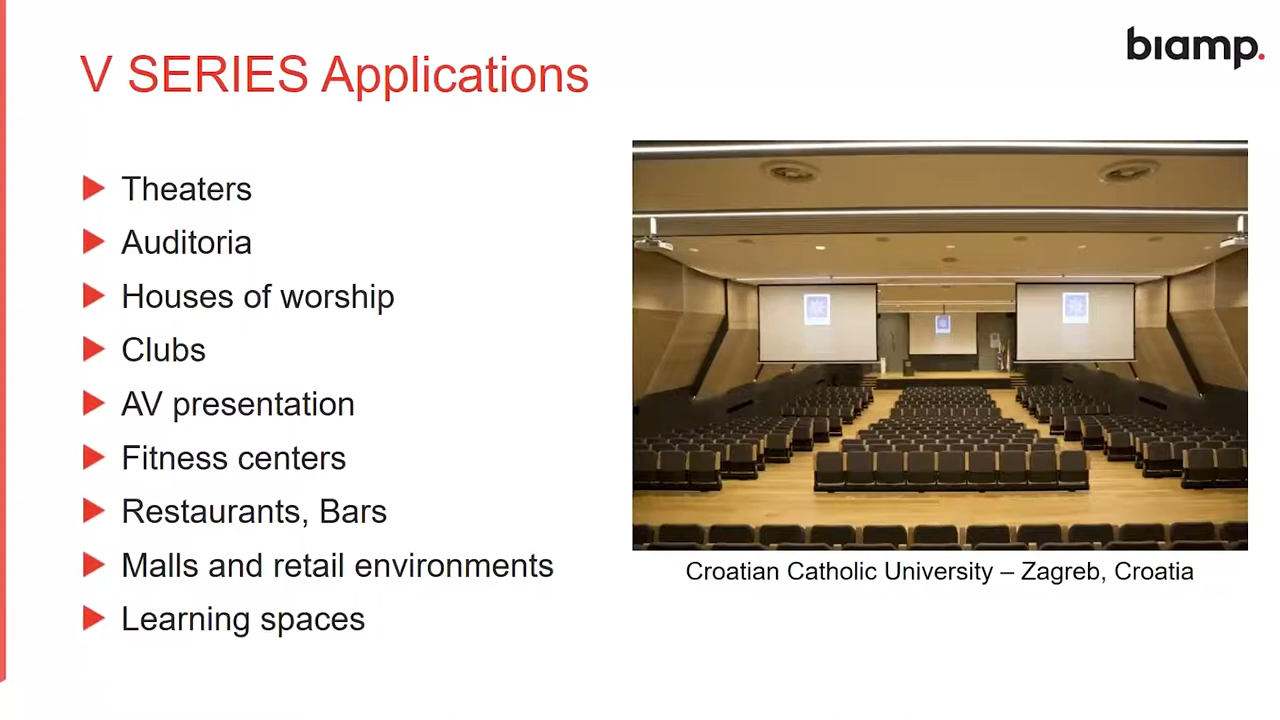 V SERIES Applications
biamp.
Theaters
Auditoria
Houses of worship
Clubs
AV presentation
Fitness centers
Restaurants, Bars
Malls and retail environments
Learning spaces
Croatian Catholic University – Zagreb, Croatia